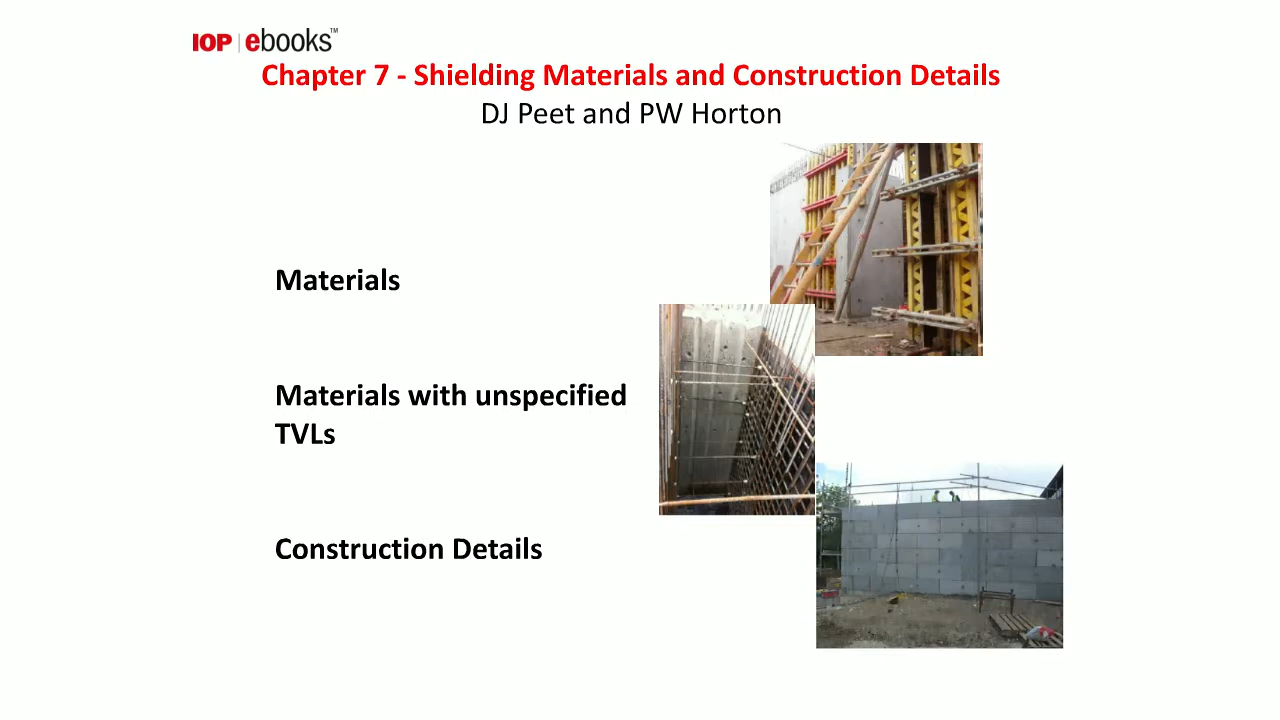 IOP | ebooks™
Chapter 7 - Shielding Materials and Construction Details
DJ Peet and PW Horton
Materials
Materials with unspecified
TVLs
Construction Details